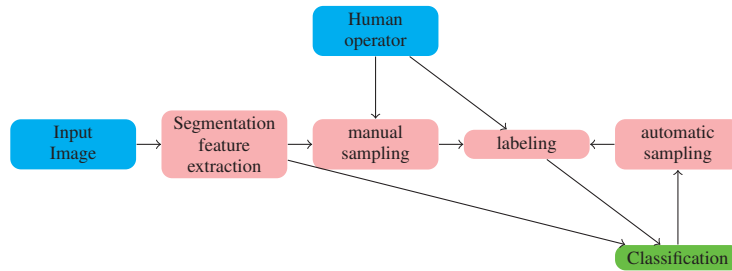 Human
operator
Input
Image
Segmentation
feature
extraction
manual
sampling
labeling
automatic
sampling
Classification